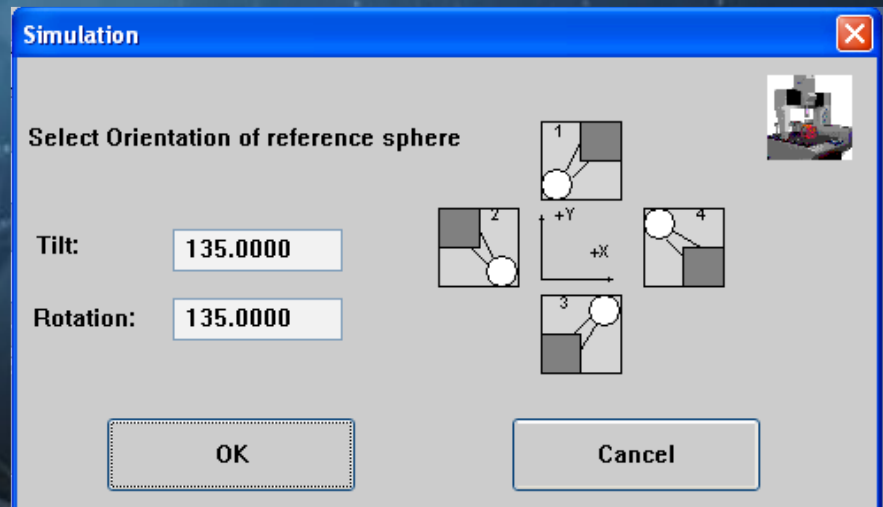 Simulation
Select Orientation of reference sphere
1
2
+Y
4
Tilt:
135.0000
+X
Rotation:
135.0000
3
OK
Cancel